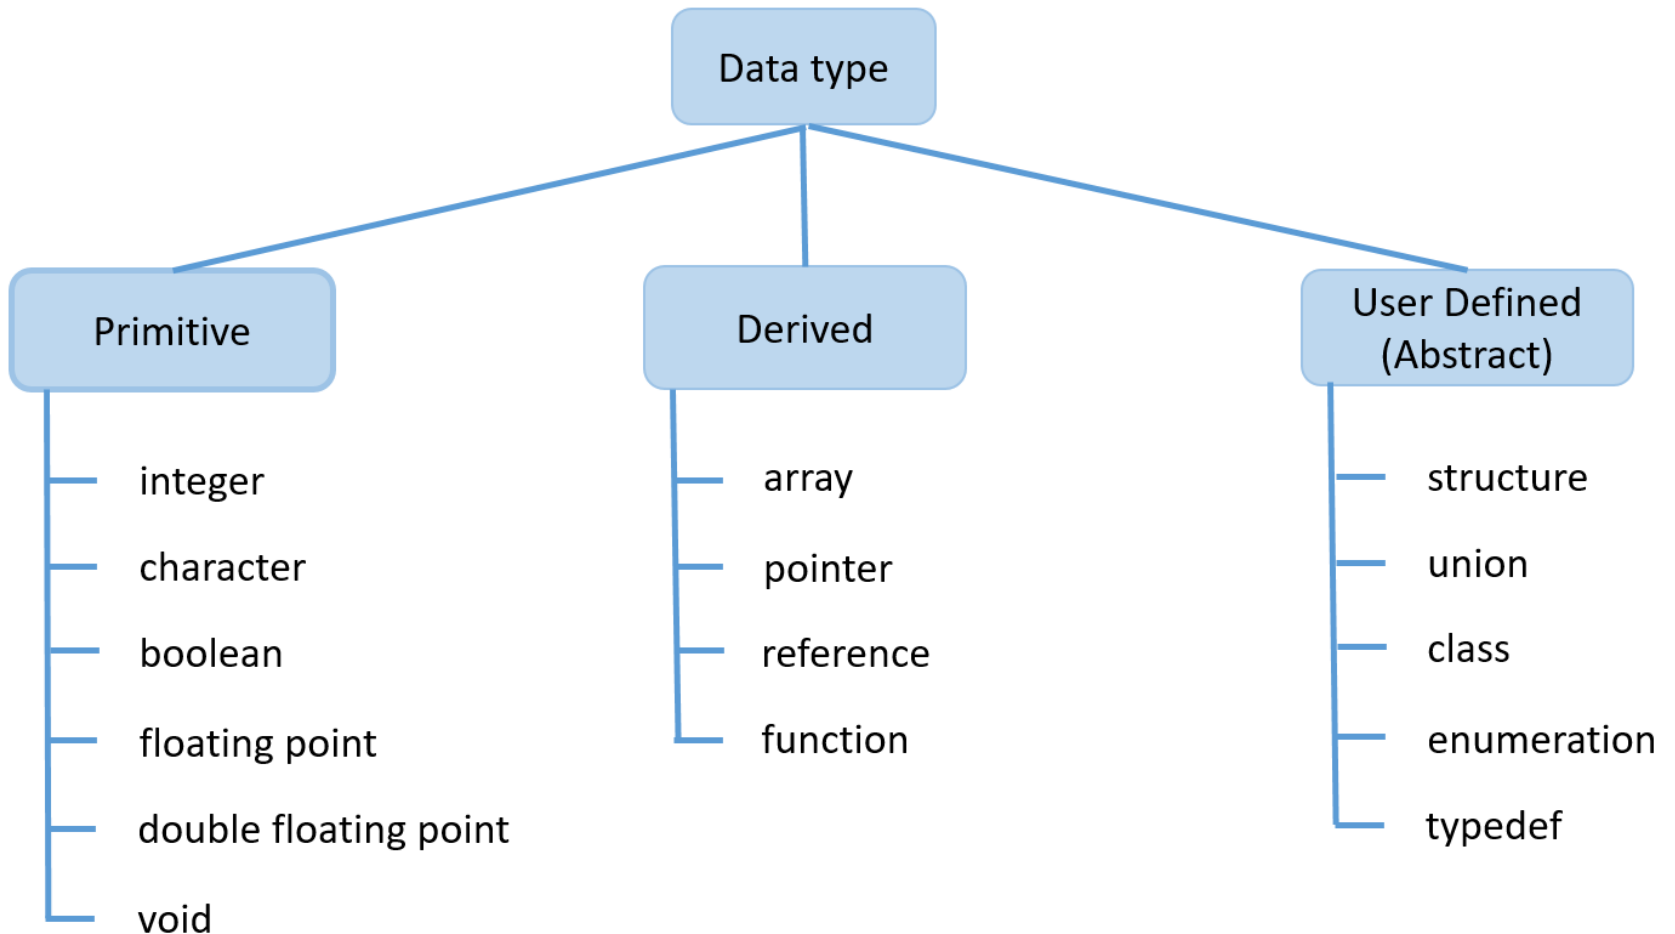 Data type
Primitive
integer
character
boolean
floating point
double floating point
void
Derived
array
pointer
reference
function
User Defined
(Abstract)
structure
union
class
enumeration
typedef